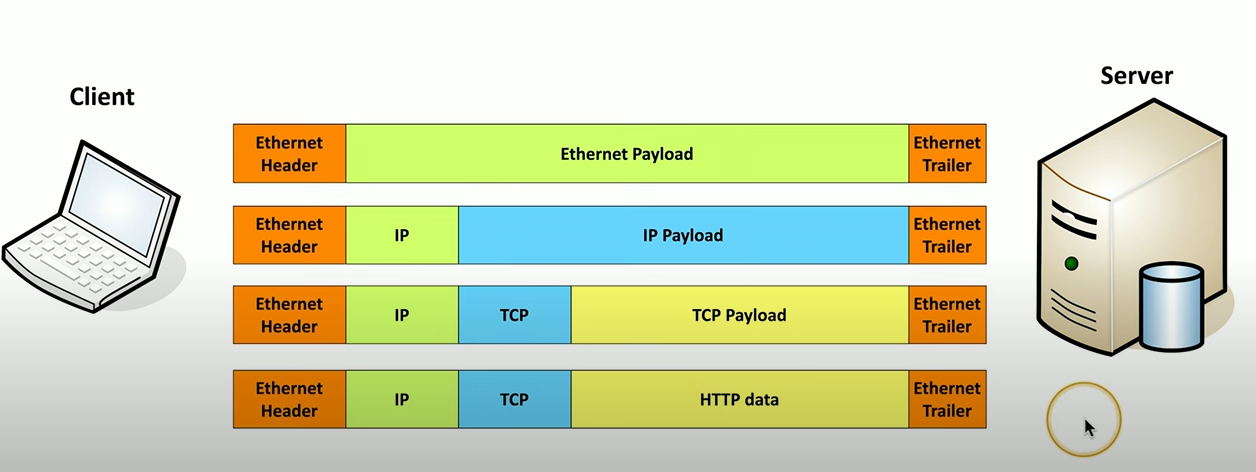 Client
Server
Ethernet
Header
Ethernet Payload
Ethernet
Trailer
Ethernet
Header
IP
IP Payload
Ethernet
Trailer
Ethernet
Header
IP
TCP
TCP Payload
Ethernet
Trailer
Ethernet
Header
IP
TCP
HTTP data
Ethernet
Trailer